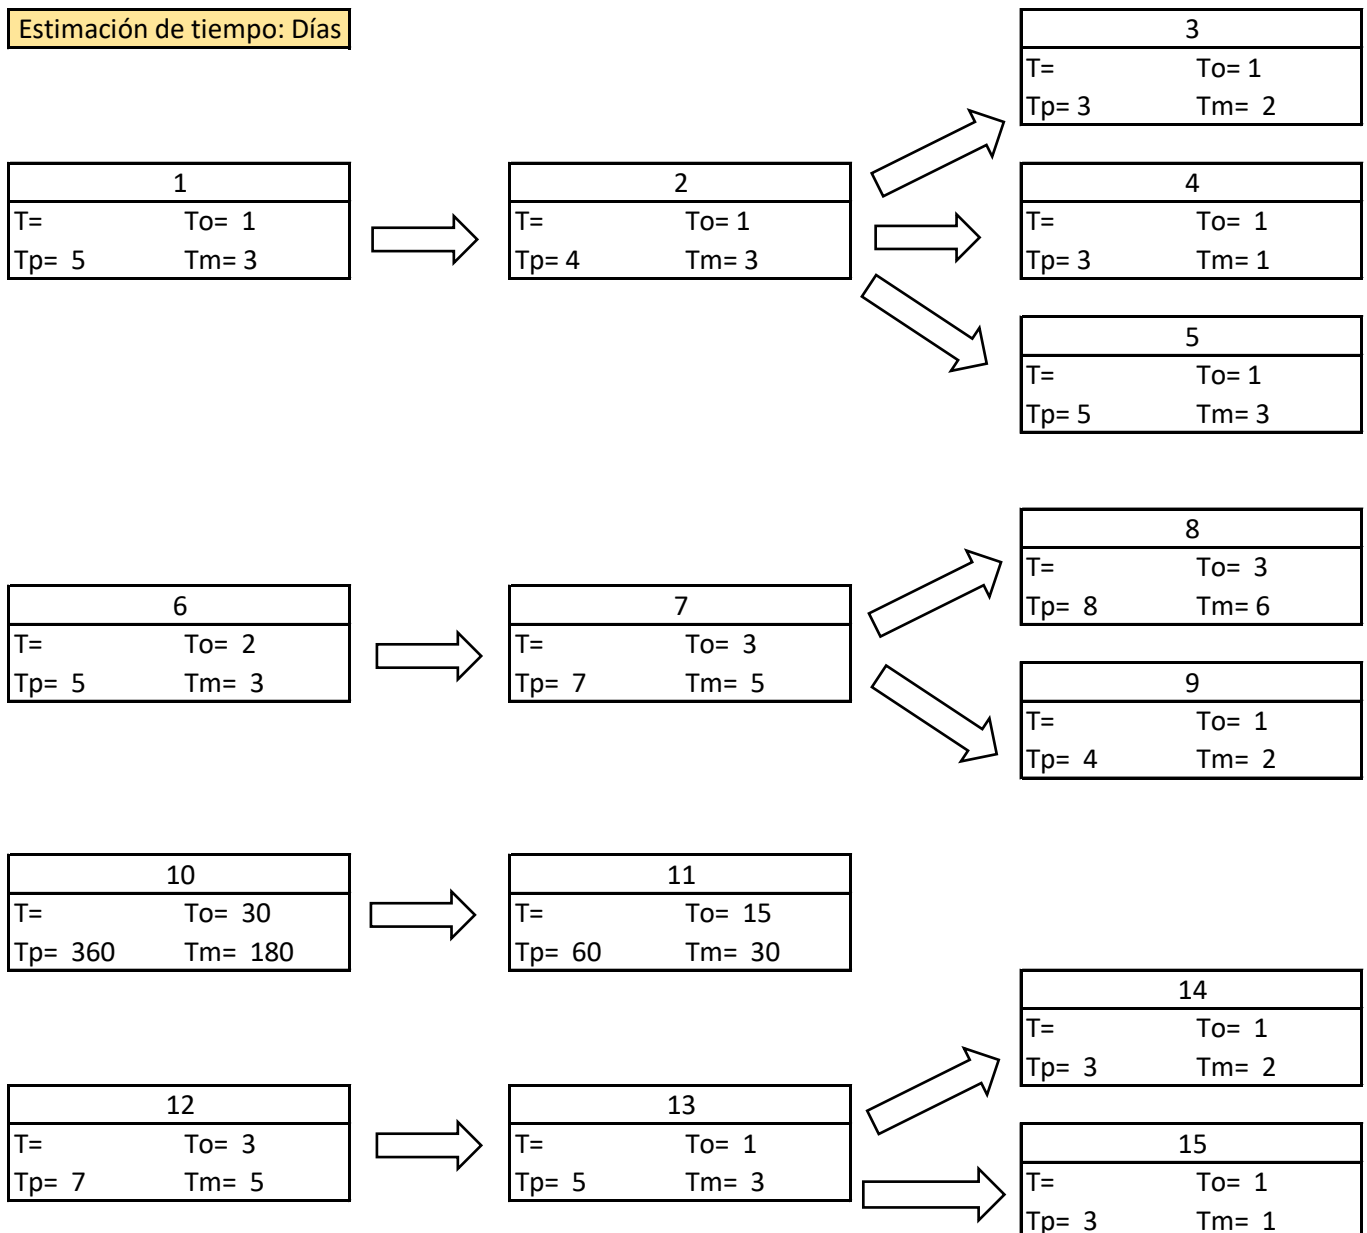 Estimación de tiempo: Días
3
T= To= 1
Tp= 3 Tm= 2
1
T= To= 1
Tp= 5 Tm= 3
2
T= To= 1
Tp= 4 Tm= 3
4
T= To= 1
Tp= 3 Tm= 1
5
T= To= 1
Tp= 5 Tm= 3
8
T= To= 3
Tp= 8 Tm= 6
6
T= To= 2
Tp= 5 Tm= 3
7
T= To= 3
Tp= 7 Tm= 5
9
T= To= 1
Tp= 4 Tm= 2
10
T= To= 30
Tp= 360 Tm= 180
11
T= To= 15
Tp= 60 Tm= 30
14
T= To= 1
Tp= 3 Tm= 2
12
T= To= 3
Tp= 7 Tm= 5
13
T= To= 1
Tp= 5 Tm= 3
15
T= To= 1
Tp= 3 Tm= 1